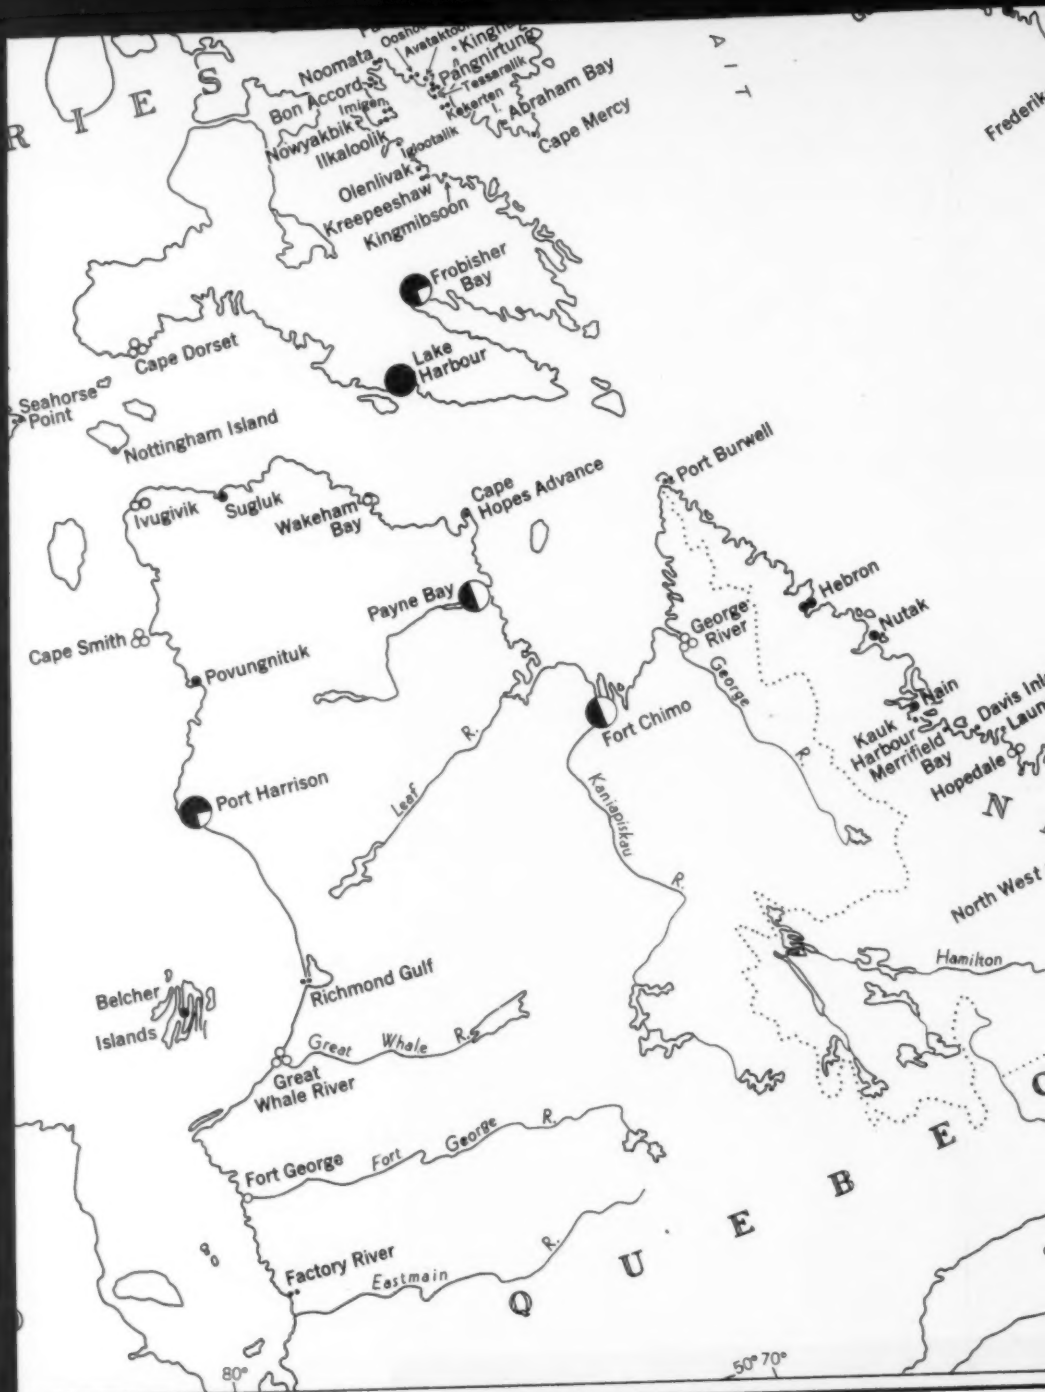 Avataktoo
Noomata
Pangnirtung
Tessaralik
Bon Accord
Imigen
Kekerten I.
Abraham Bay
Cape Mercy
Nowyakbik
Ilkaloolik
Iglootalik
Olenlivak
Kreepeeshaw
Kingmibsoon
R I E S
A I T
Frederik
Frobisher
Bay
Lake
Harbour
Cape Dorset
Seahorse
Point
Nottingham Island
Port Burwell
Ivugivik
Sugluk
Wakeham
Bay
Cape
Hopes Advance
Payne Bay
Hebron
Nutak
Cape Smith
George
River
Povungnituk
George R.
Nain
Davis Inl
Laun
Kauk
Harbour
Merrifield
Bay
Hopedale
Fort Chimo
Leaf R.
Kaniapiskau R.
Port Harrison
N
North West
Hamilton
Richmond Gulf
Belcher
Islands
Great Whale R.
Great
Whale River
Fort George
Fort George R.
Factory River
Eastmain R.
Q U E B E C
80°
50° 70°